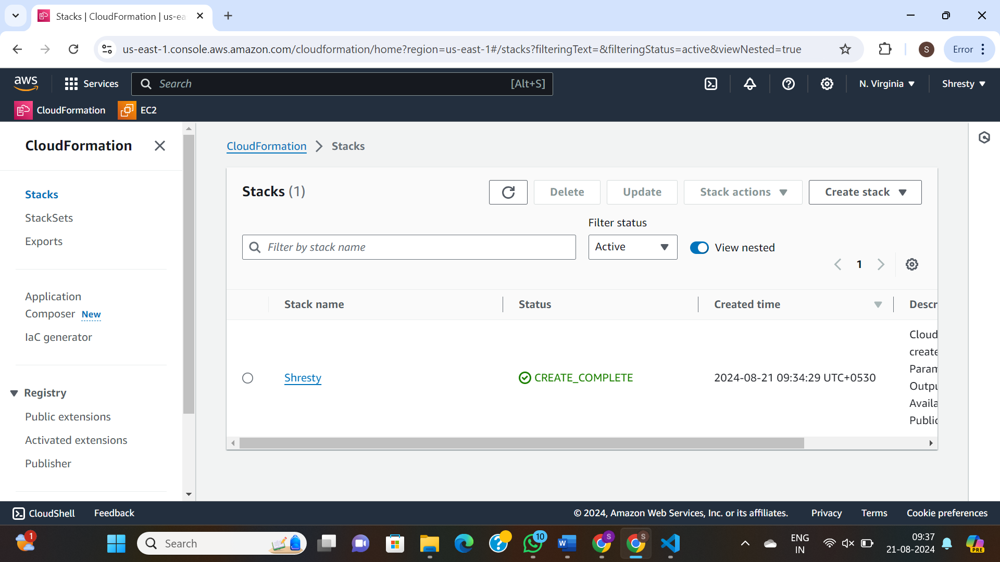 Stacks | CloudFormation | us-ea
us-east-1.console.aws.amazon.com/cloudformation/home?region=us-east-1#/stacks?filteringText=&filteringStatus=active&viewNested=true
S
Error
aws
Services
Search
[Alt+S]
N. Virginia
Shresty
CloudFormation
EC2
CloudFormation
Stacks
StackSets
Exports
Application
Composer New
IaC generator
Registry
Public extensions
Activated extensions
Publisher
CloudFormation
Stacks
Stacks (1)
Delete
Update
Stack actions
Create stack
Filter status
Filter by stack name
Active
View nested
1
Stack name
Status
Created time
Descr
Shresty
CREATE_COMPLETE
2024-08-21 09:34:29 UTC+0530
Cloud
create
Param
Outpu
Availa
Public
CloudShell
Feedback
© 2024, Amazon Web Services, Inc. or its affiliates.
Privacy
Terms
Cookie preferences
1
Search
10
W
S
S
ENG
IN
09:37
21-08-2024
PRE